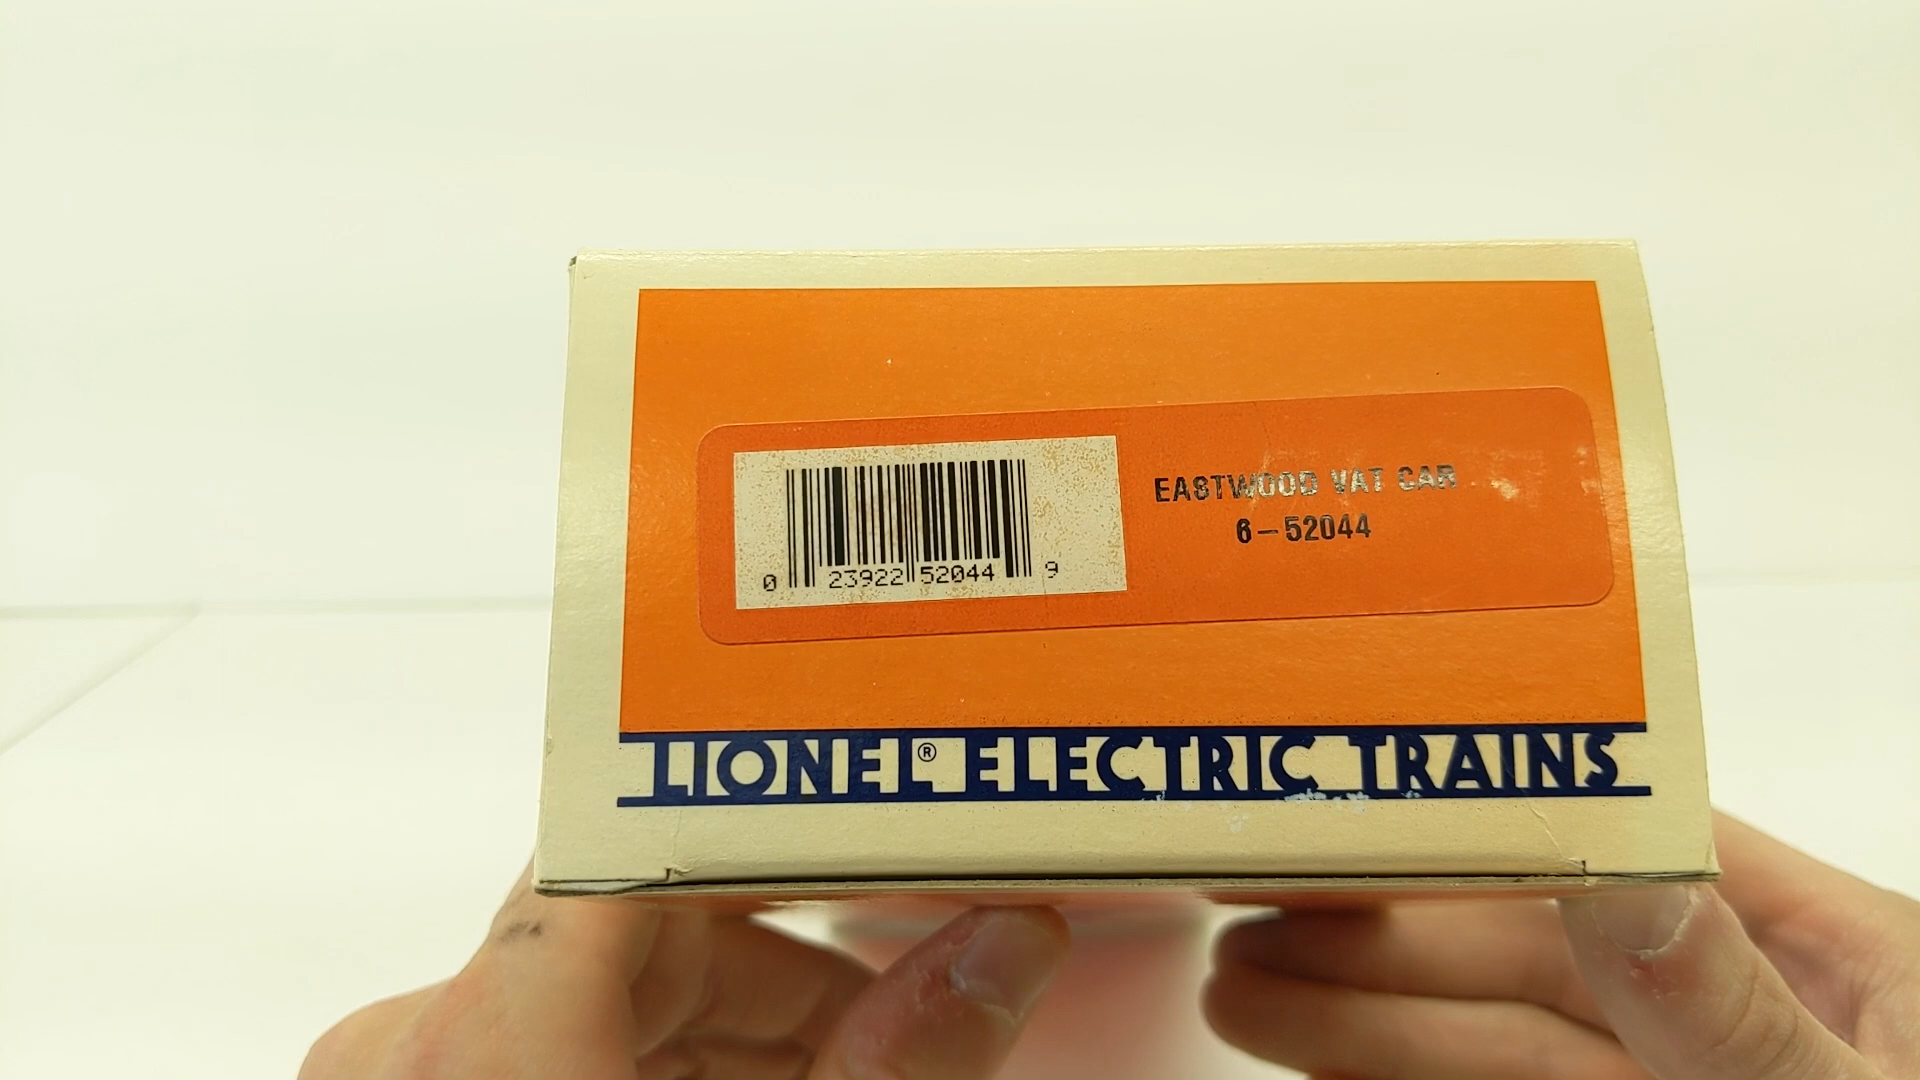 EASTWOOD VAT CAR
6-52044
0 23922 52044 9
LIONEL® ELECTRIC TRAINS